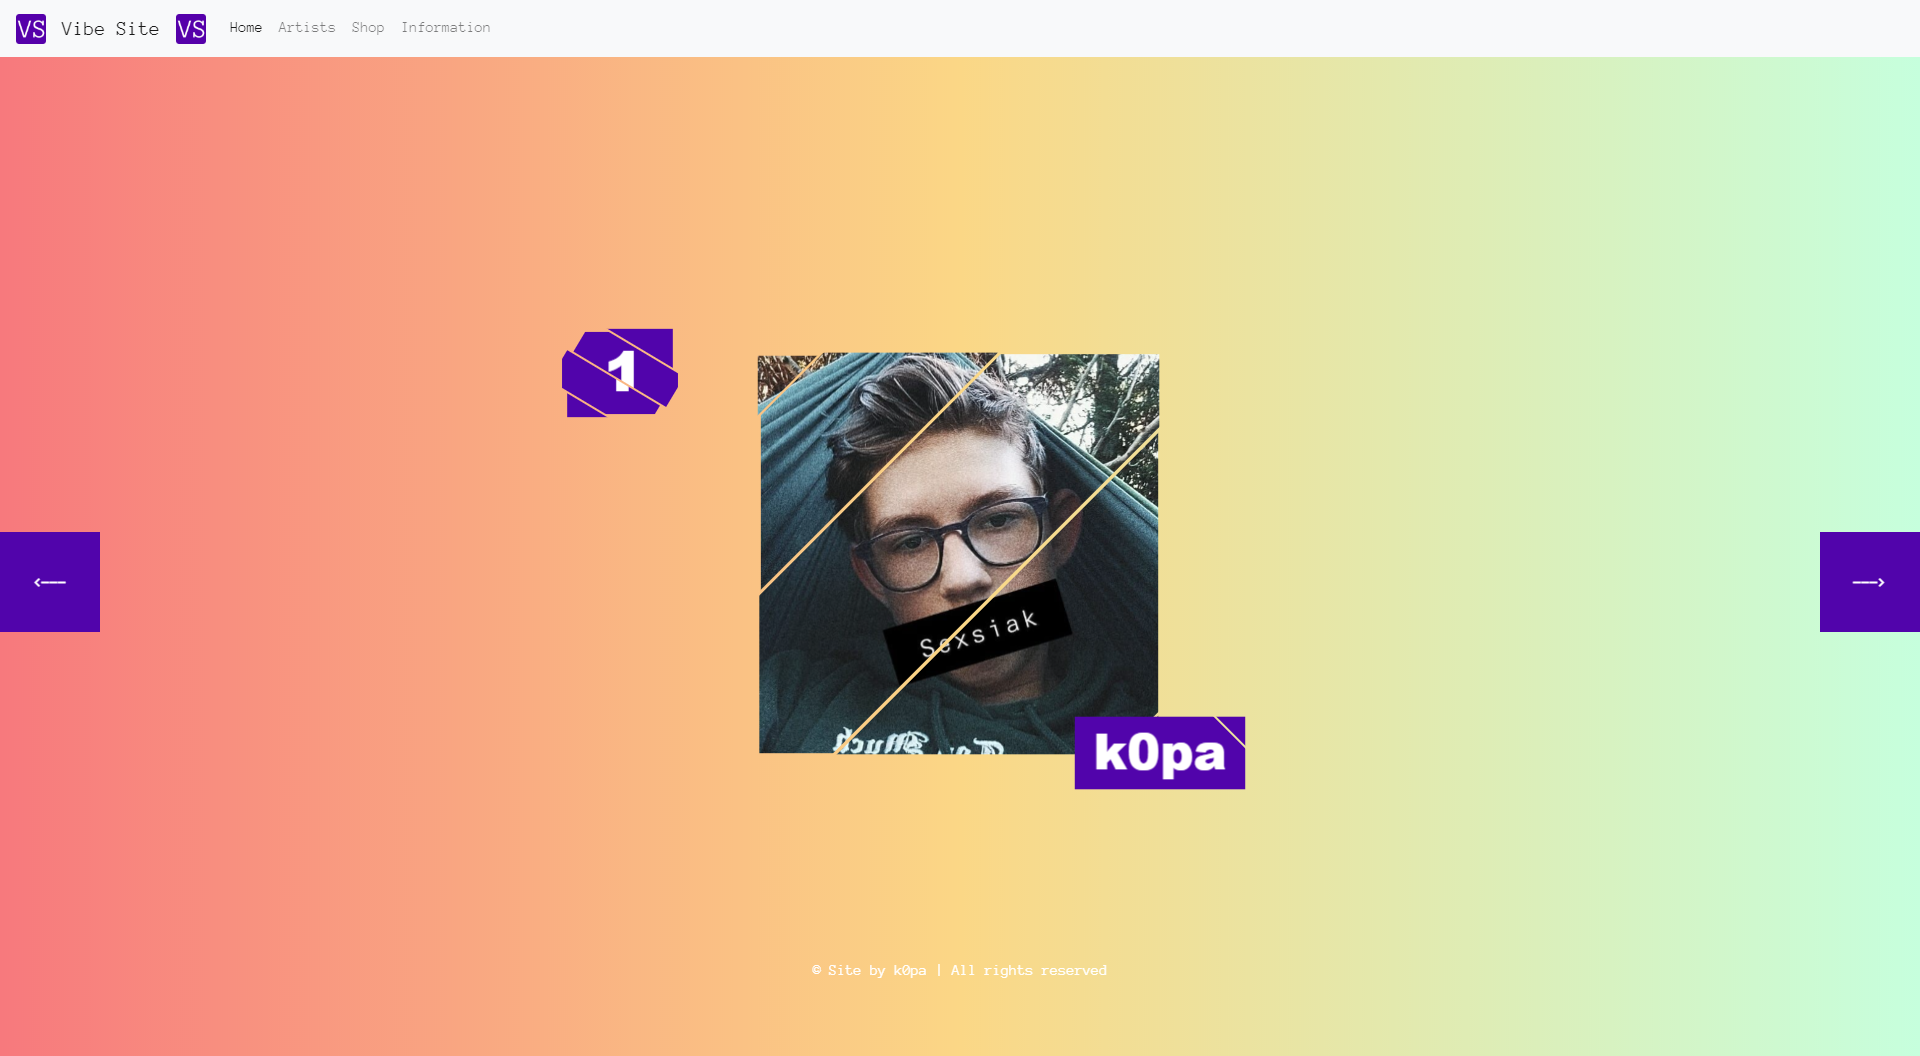 VS Vibe Site VS Home Artists Shop Information
1
<---
--->
Sexsiak
k0pa
© Site by k0pa | All rights reserved